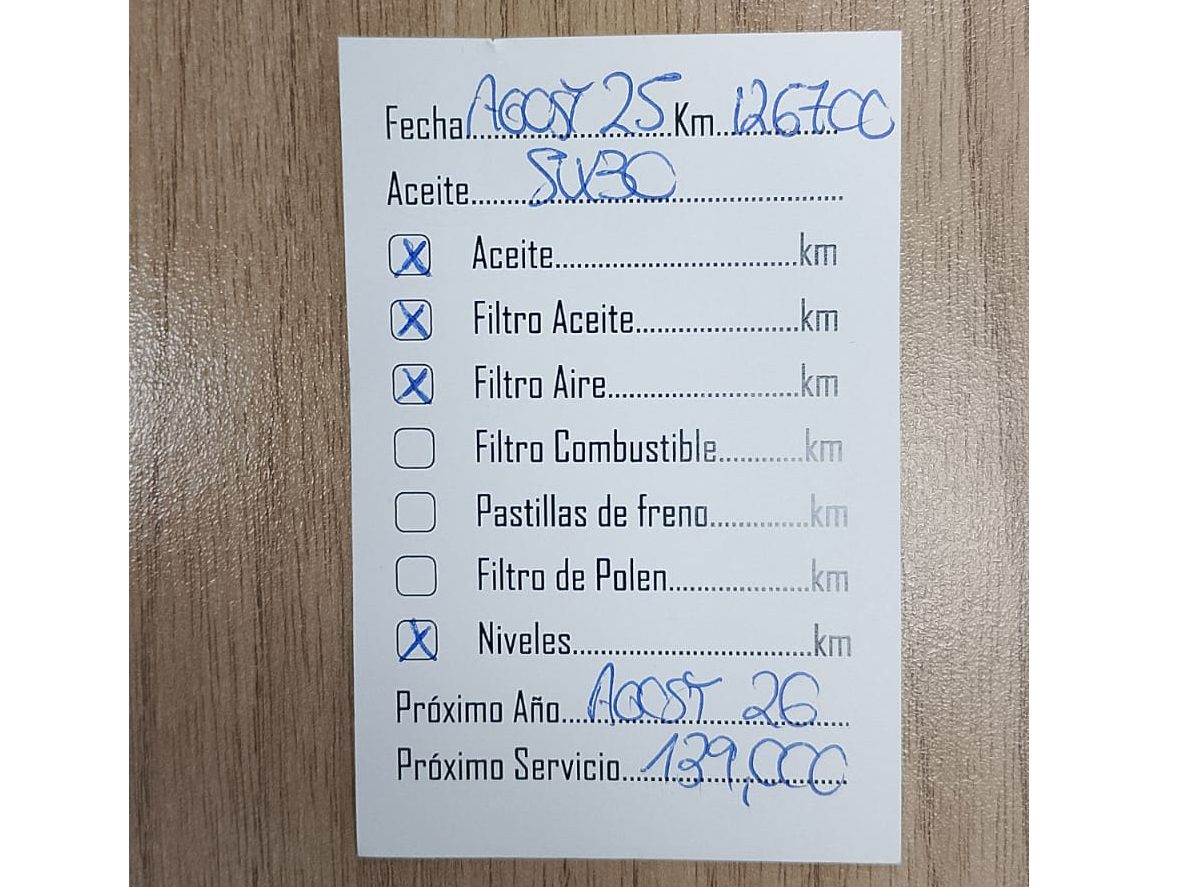 Fecha AGOST 25 Km 126700
Aceite 5W30
X Aceite km
X Filtro Aceite km
X Filtro Aire km
Filtro Combustible km
Pastillas de freno km
Filtro de Polen km
X Niveles km
Próximo Año AGOST 26
Próximo Servicio 139,000